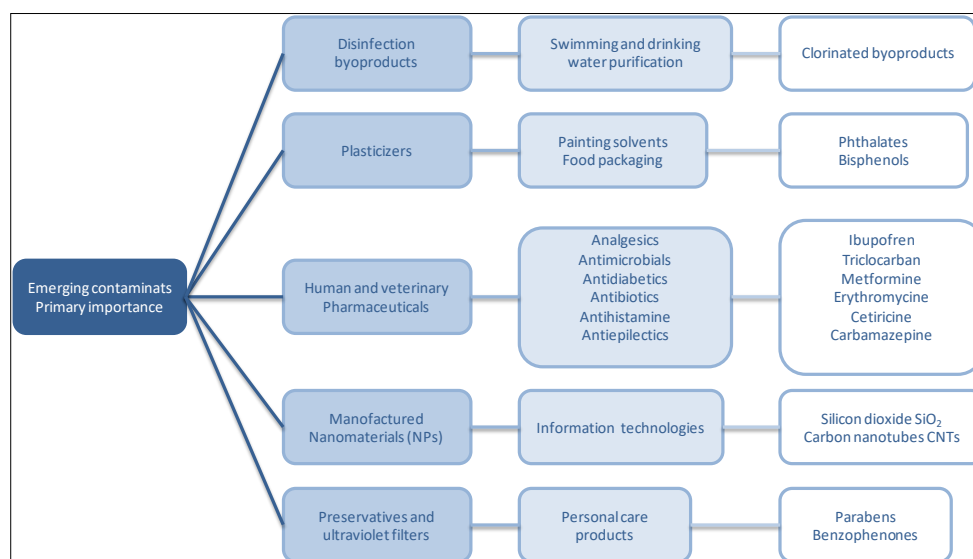 Disinfection
byoproducts
Swimming and drinking
water purification
Clorinated byoproducts
Plasticizers
Painting solvents
Food packaging
Phthalates
Bisphenols
Emerging contaminats
Primary importance
Human and veterinary
Pharmaceuticals
Analgesics
Antimicrobials
Antidiabetics
Antibiotics
Antihistamine
Antiepilectics
Ibupofren
Triclocarban
Metformine
Erythromycine
Cetiricine
Carbamazepine
Manofactured
Nanomaterials (NPs)
Information technologies
Silicon dioxide SiO₂
Carbon nanotubes CNTs
Preservatives and
ultraviolet filters
Personal care
products
Parabens
Benzophenones